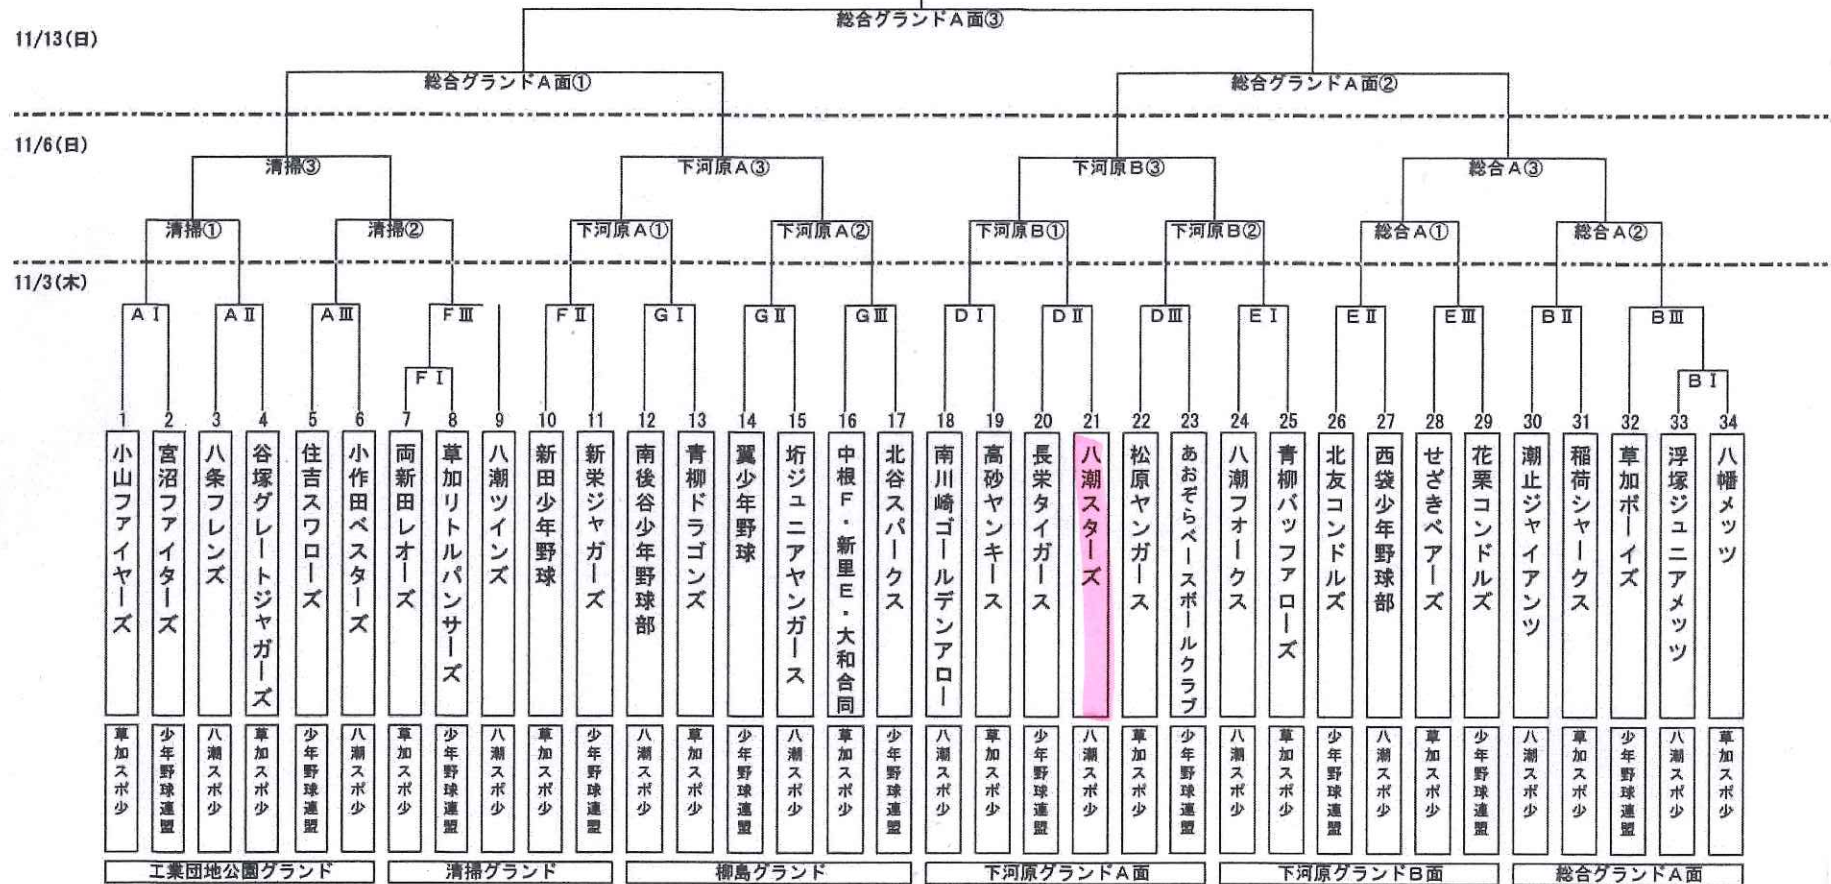 総合グランドA面③
11/13(日)
総合グランドA面①
総合グランドA面②
11/6(日)
清掃③
下河原A③
下河原B③
総合A③
清掃①
清掃②
下河原A①
下河原A②
下河原B①
下河原B②
総合A①
総合A②
11/3(木)
AⅠ
AⅡ
AⅢ
FⅢ
FⅡ
GⅠ
GⅡ
GⅢ
DⅠ
DⅡ
DⅢ
EⅠ
EⅡ
EⅢ
BⅡ
BⅢ
FⅠ
BⅠ
1 2 3 4 5 6 7 8 9 10 11 12 13 14 15 16 17 18 19 20 21 22 23 24 25 26 27 28 29 30 31 32 33 34
小山ファイヤーズ
宮沼ファイターズ
八条フレンズ
谷塚グレートジャガーズ
住吉スワローズ
小作田ベスターズ
両新田レオーズ
草加リトルパンサーズ
八潮ツインズ
新田少年野球
新栄ジャガーズ
南後谷少年野球部
青柳ドラゴンズ
翼少年野球
垳ジュニアヤンガース
中根F・新里E・大和合同
北谷スパークス
南川崎ゴールデンアロー
高砂ヤンキース
長栄タイガース
八潮スターズ
松原ヤンガース
あおぞらベースボールクラブ
八潮フォークス
青柳バッファローズ
北友コンドルズ
西袋少年野球部
せざきベアーズ
花栗コンドルズ
潮止ジャイアンツ
稲荷シャークス
草加ボーイズ
浮塚ジュニアメッツ
八幡メッツ
草加スポ少
少年野球連盟
八潮スポ少
草加スポ少
少年野球連盟
八潮スポ少
草加スポ少
少年野球連盟
八潮スポ少
草加スポ少
少年野球連盟
八潮スポ少
草加スポ少
少年野球連盟
八潮スポ少
草加スポ少
少年野球連盟
八潮スポ少
草加スポ少
少年野球連盟
八潮スポ少
草加スポ少
少年野球連盟
八潮スポ少
草加スポ少
少年野球連盟
八潮スポ少
草加スポ少
少年野球連盟
八潮スポ少
草加スポ少
少年野球連盟
八潮スポ少
草加スポ少
工業団地公園グランド
清掃グランド
柳島グランド
下河原グランドA面
下河原グランドB面
総合グランドA面